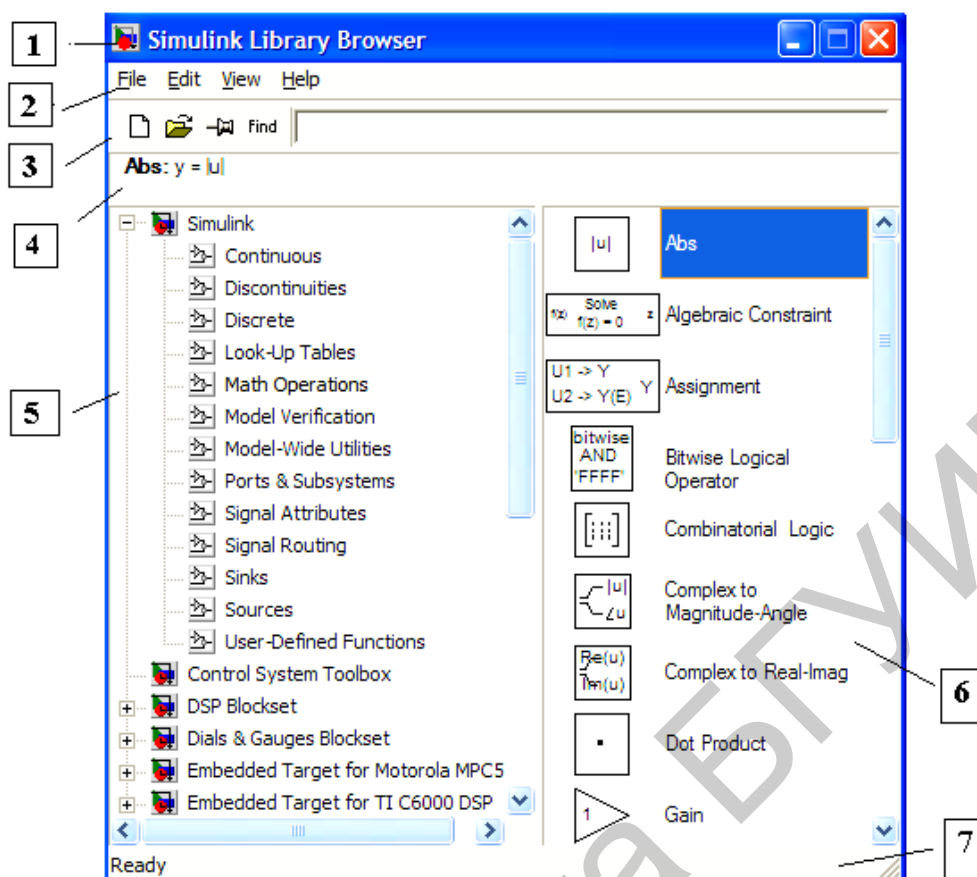 1
Simulink Library Browser
File Edit View Help
2
Find
3
Abs: y = |u|
4
Simulink
Continuous
Discontinuities
Discrete
Look-Up Tables
Math Operations
Model Verification
Model-Wide Utilities
Ports & Subsystems
Signal Attributes
Signal Routing
Sinks
Sources
User-Defined Functions
Control System Toolbox
DSP Blockset
Dials & Gauges Blockset
Embedded Target for Motorola MPC5
Embedded Target for TI C6000 DSP
5
|u| Abs
f(z) Solve f(z) = 0 z Algebraic Constraint
U1 -> Y
U2 -> Y(E) Y Assignment
bitwise
AND
'FFFF'
Bitwise Logical
Operator
Combinatorial Logic
|u|
∠u
Complex to
Magnitude-Angle
Re(u)
Im(u)
Complex to Real-Imag
6
Dot Product
1 Gain
7
Ready
БГУИ